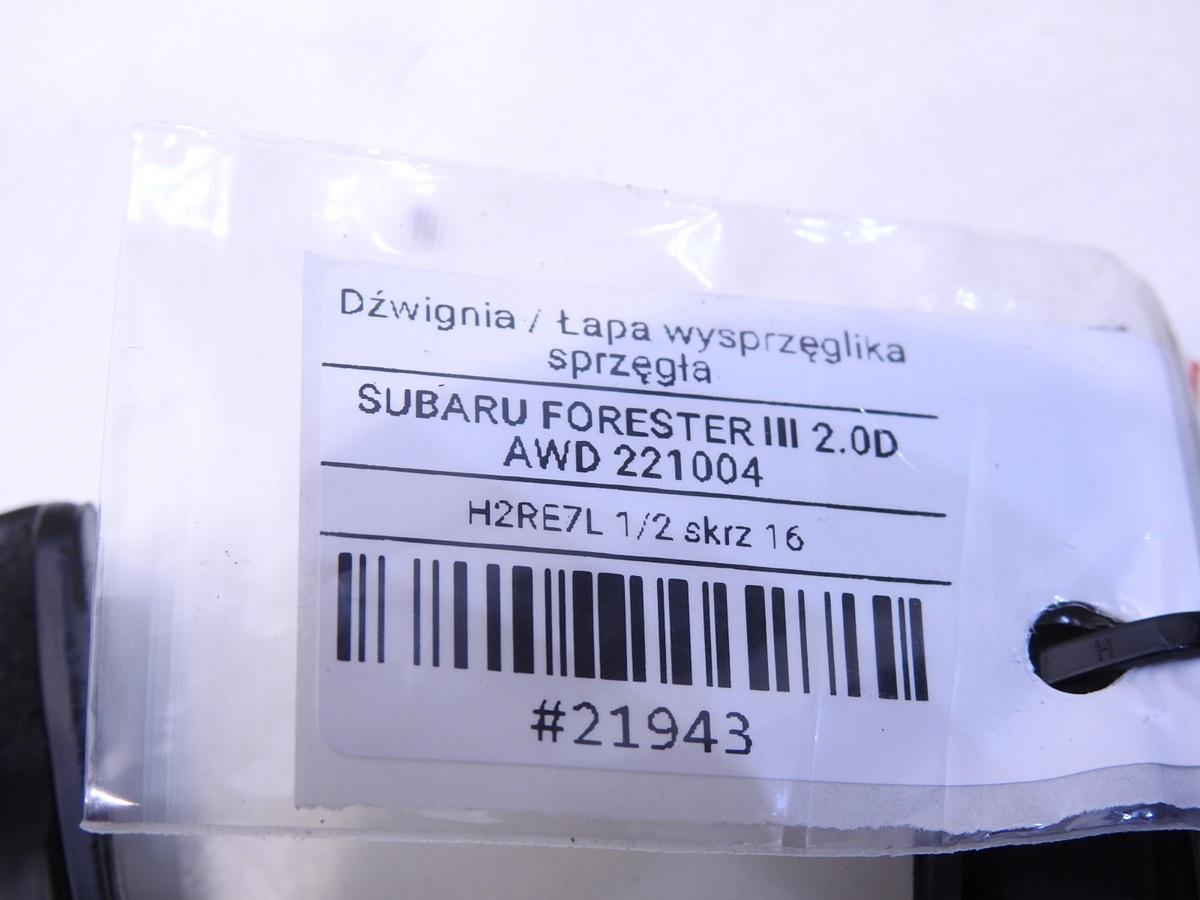 Dźwignia / Łapa wysprzęglika
sprzęgła
SUBARU FORESTER III 2.0D
AWD 221004
H2RE7L 1/2 skrz 16
#21943
H